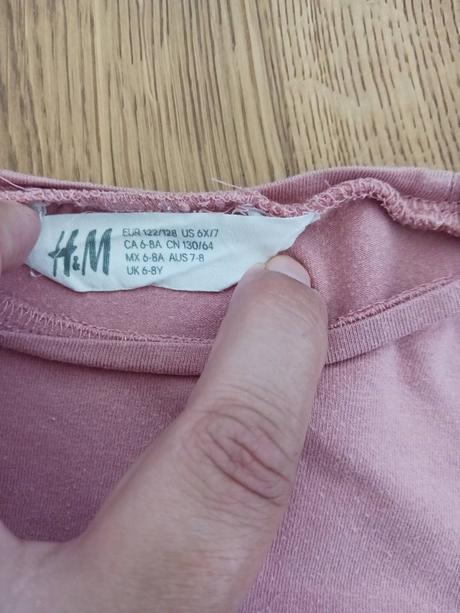 H&M
EUR 122/128 US 6X/7
CA 6-8A CN 130/64
MX 6-8A AUS 7-8
UK 6-8Y